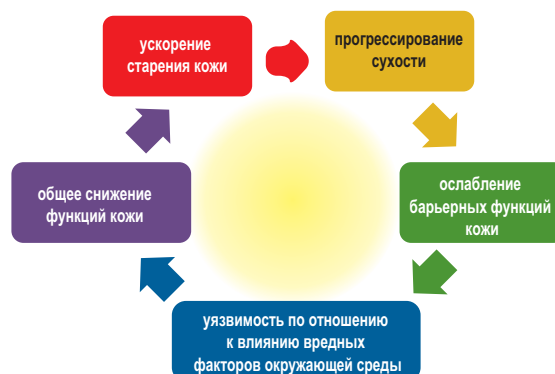 ускорение
старения кожи
прогрессирование
сухости
ослабление
барьерных функций
кожи
уязвимость по отношению
к влиянию вредных
факторов окружающей среды
общее снижение
функций кожи